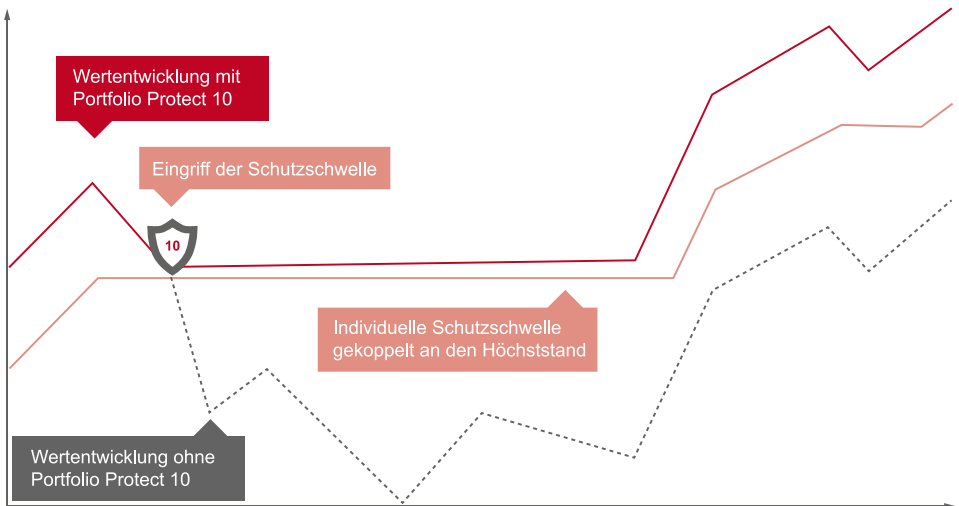 Wertentwicklung mit
Portfolio Protect 10
Eingriff der Schutzschwelle
10
Individuelle Schutzschwelle
gekoppelt an den Höchststand
Wertentwicklung ohne
Portfolio Protect 10